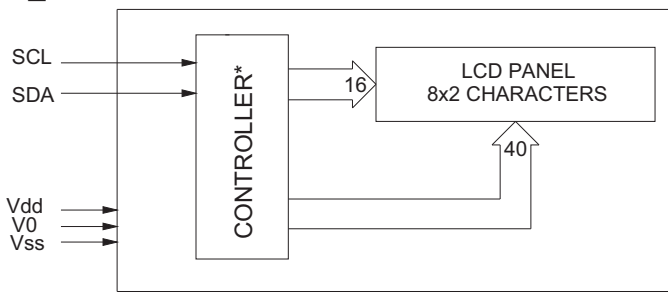 SCL
SDA
CONTROLLER*
16
LCD PANEL
8x2 CHARACTERS
40
Vdd
V0
Vss